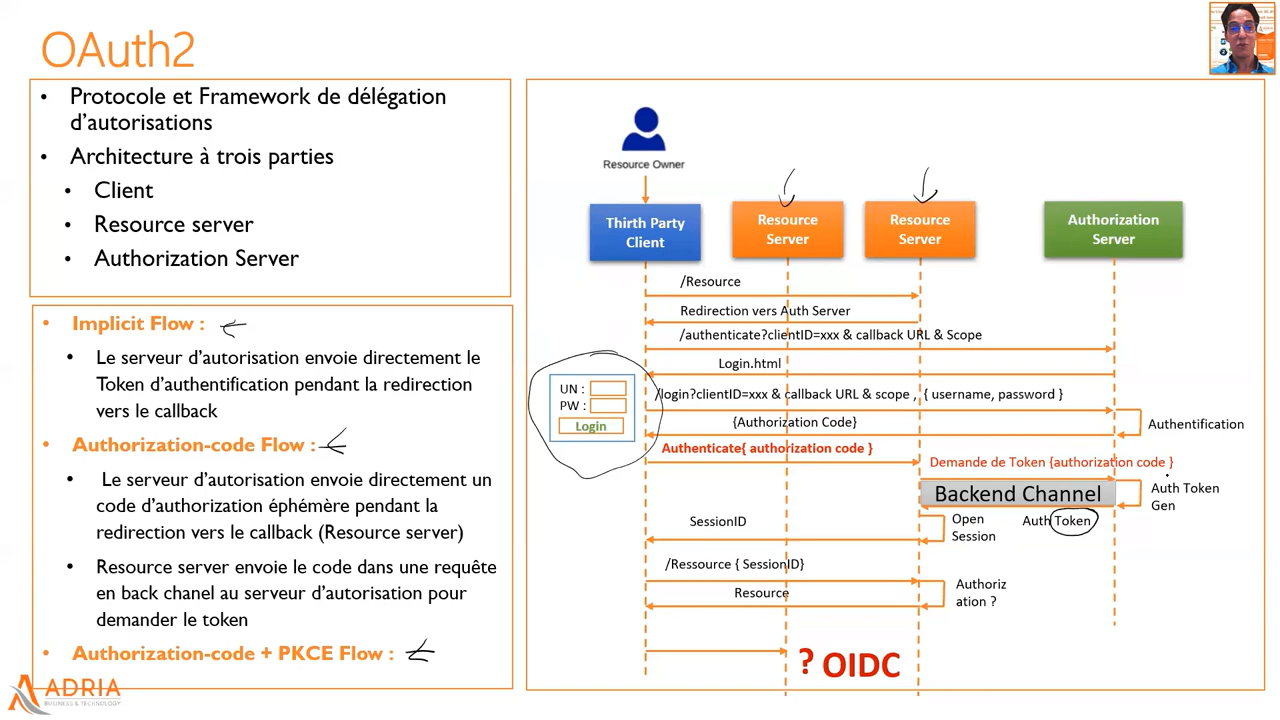 OAuth2
• Protocole et Framework de délégation
d'autorisations
• Architecture à trois parties
• Client
• Resource server
• Authorization Server
• Implicit Flow :
• Le serveur d'autorisation envoie directement le
Token d'authentification pendant la redirection
vers le callback
• Authorization-code Flow :
• Le serveur d'autorisation envoie directement un
code d'autorisation éphémère pendant la
redirection vers le callback (Resource server)
• Resource server envoie le code dans une requête
en back chanel au serveur d'autorisation pour
demander le token
• Authorization-code + PKCE Flow :
ADRIA
BUSINESS & TECHNOLOGY
Resource Owner
Thirth Party
Client
Resource
Server
Resource
Server
Authorization
Server
/Resource
Redirection vers Auth Server
/authenticate?clientID=xxx & callback URL & Scope
Login.html
UN :
PW :
Login
/login?clientID=xxx & callback URL & scope , { username, password }
{Authorization Code}
Authentification
Authenticate{ authorization code }
Demande de Token {authorization code }
Backend Channel
Auth Token
Gen
SessionID
Open
Session
Auth Token
/Ressource { SessionID}
Resource
Authoriz
ation ?
? OIDC